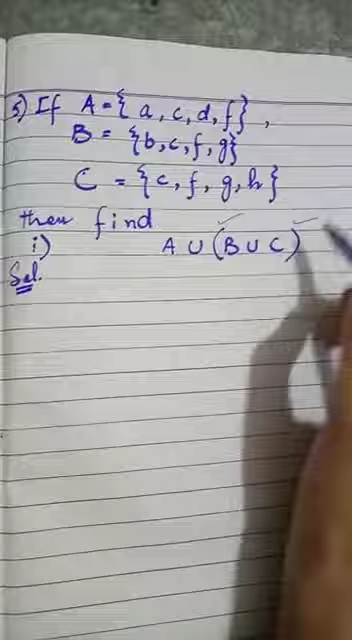 5) If A = { a, c, d, f } ,
B = { b, c, f, g }
C = { c, f, g, h }
then find
i) A ∪ (B ∪ C)
Sol.